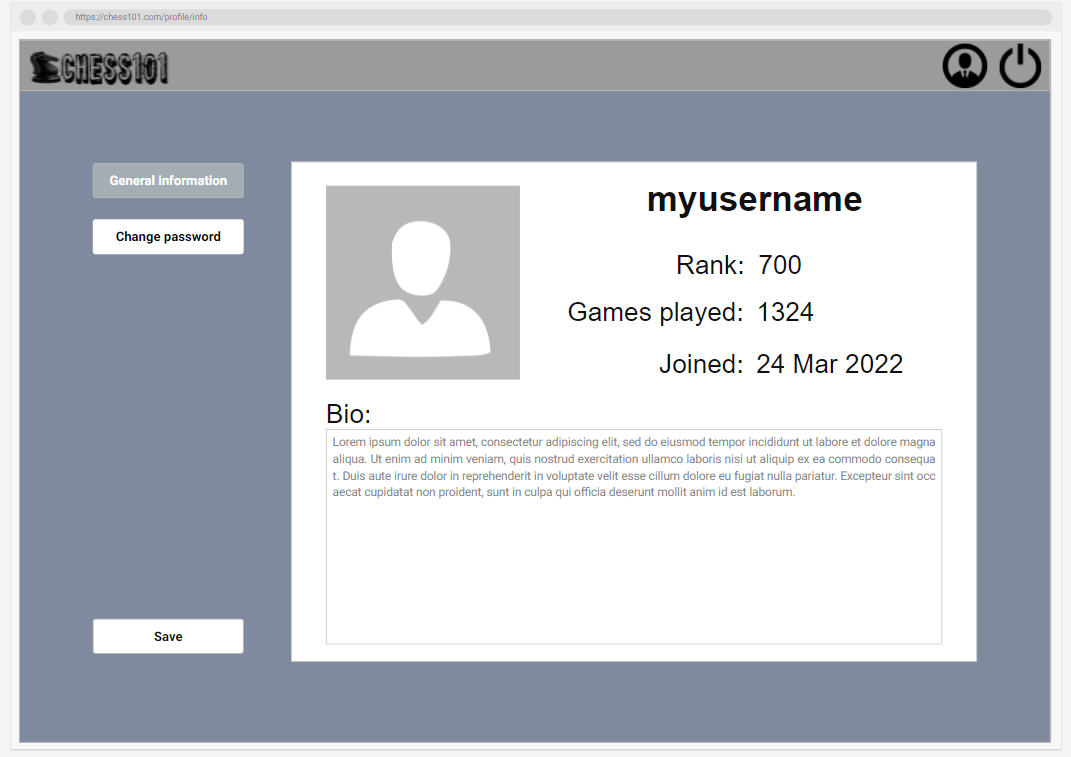 https://chess101.com/profile/info
CHESS101
General information
Change password
myusername
Rank: 700
Games played: 1324
Joined: 24 Mar 2022
Bio:
Lorem ipsum dolor sit amet, consectetur adipiscing elit, sed do eiusmod tempor incididunt ut labore et dolore magna
aliqua. Ut enim ad minim veniam, quis nostrud exercitation ullamco laboris nisi ut aliquip ex ea commodo consequa
t. Duis aute irure dolor in reprehenderit in voluptate velit esse cillum dolore eu fugiat nulla pariatur. Excepteur sint occ
aecat cupidatat non proident, sunt in culpa qui officia deserunt mollit anim id est laborum.
Save